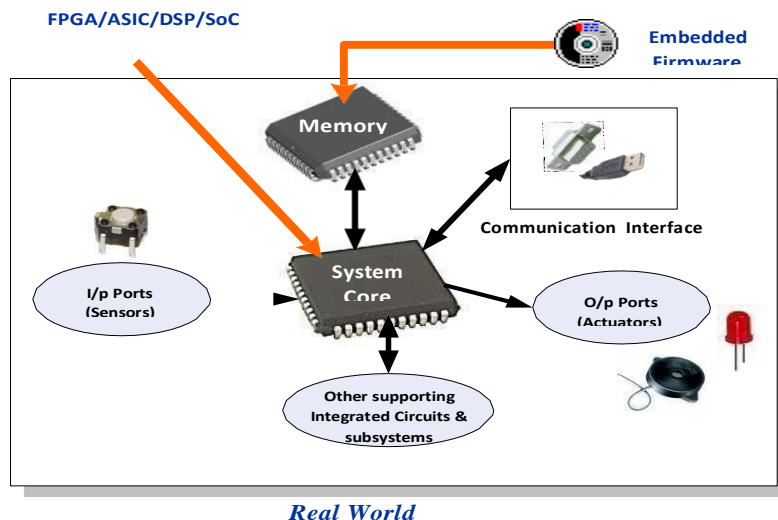 FPGA/ASIC/DSP/SoC
Embedded
Firmware
Memory
Communication Interface
System
Core
I/p Ports
(Sensors)
O/p Ports
(Actuators)
Other supporting
Integrated Circuits &
subsystems
Real World